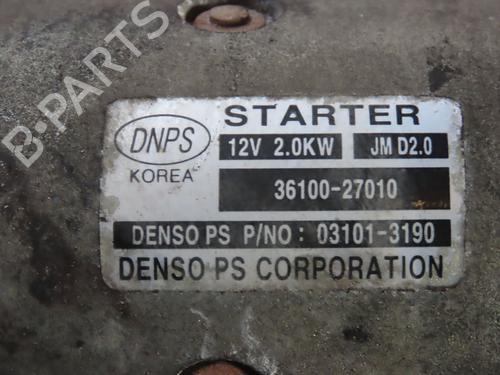 B-PARTS
STARTER
DNPS
12V 2.0KW JM D2.0
KOREA
36100-27010
DENSO PS P/NO: 03101-3190
DENSO PS CORPORATION